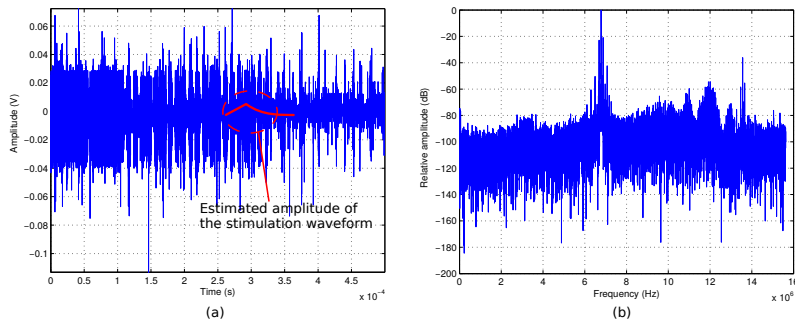 0.06
0.04
0.02
0
−0.02
−0.04
−0.06
−0.08
−0.1
Amplitude (V)
Estimated amplitude of
the stimulation waveform
0 0.5 1 1.5 2 2.5 3 3.5 4 4.5 5
Time (s)
x 10⁻⁴
(a)
0
−20
−40
−60
−80
−100
−120
−140
−160
−180
−200
Relative amplitude (dB)
0 2 4 6 8 10 12 14 16
Frequency (Hz)
x 10⁶
(b)